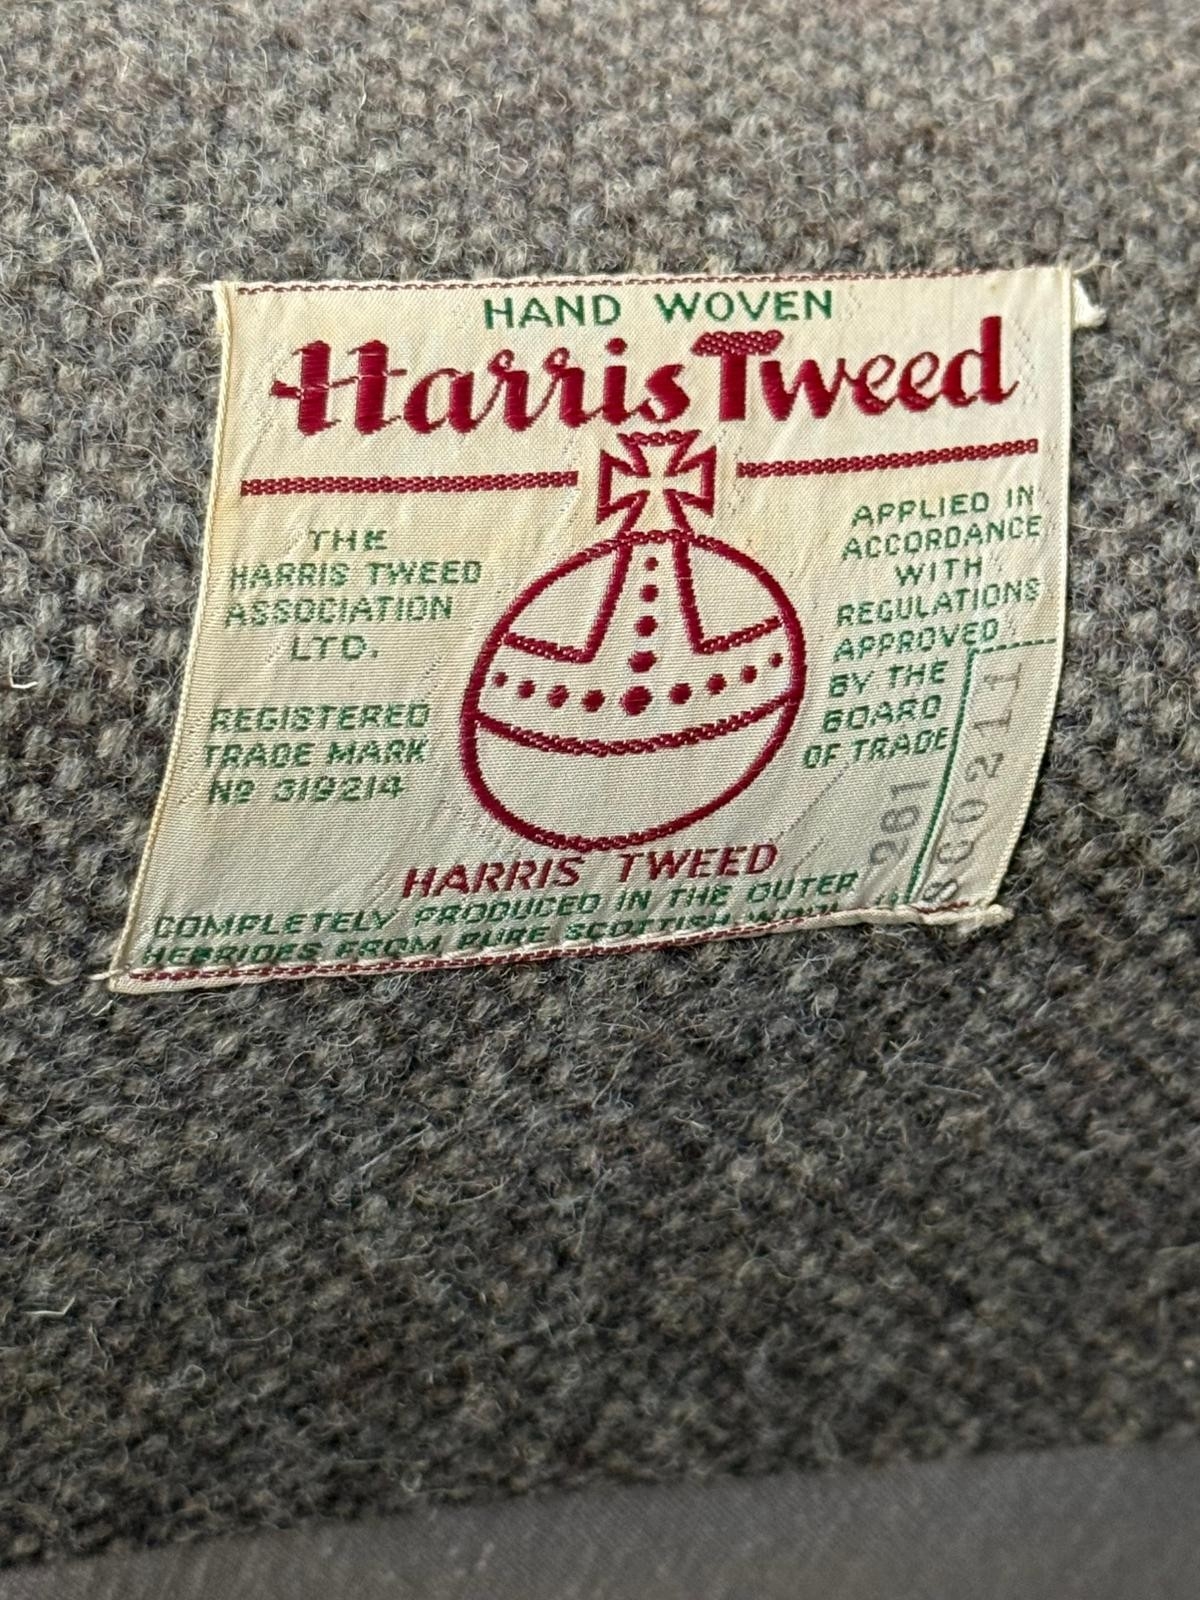 HAND WOVEN
Harris Tweed
THE
HARRIS TWEED
ASSOCIATION
LTD.
REGISTERED
TRADE MARK
Nº 319214
APPLIED IN
ACCORDANCE
WITH
REGULATIONS
APPROVED
BY THE
BOARD
OF TRADE
HARRIS TWEED
COMPLETELY PRODUCED IN THE OUTER
HEBRIDES FROM PURE SCOTTISH WOOL
261